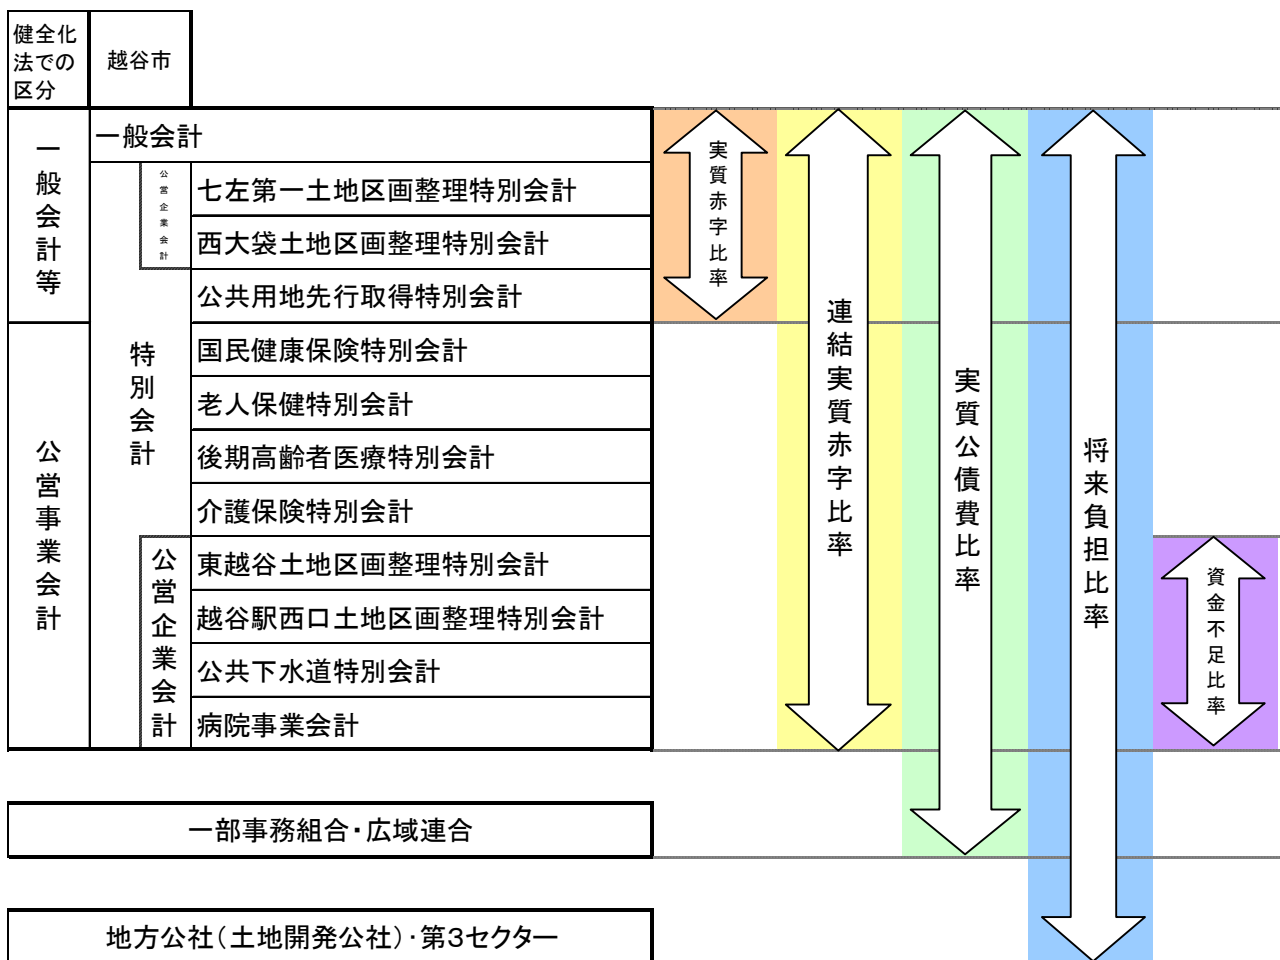 健全化
法での
区分
越谷市
一般会計等
一般会計
公営企業会計
七左第一土地区画整理特別会計
西大袋土地区画整理特別会計
公共用地先行取得特別会計
特別会計
公営事業会計
国民健康保険特別会計
老人保健特別会計
後期高齢者医療特別会計
介護保険特別会計
公営企業会計
東越谷土地区画整理特別会計
越谷駅西口土地区画整理特別会計
公共下水道特別会計
病院事業会計
実質赤字比率
連結実質赤字比率
実質公債費比率
将来負担比率
資金不足比率
一部事務組合・広域連合
地方公社（土地開発公社）・第３セクター